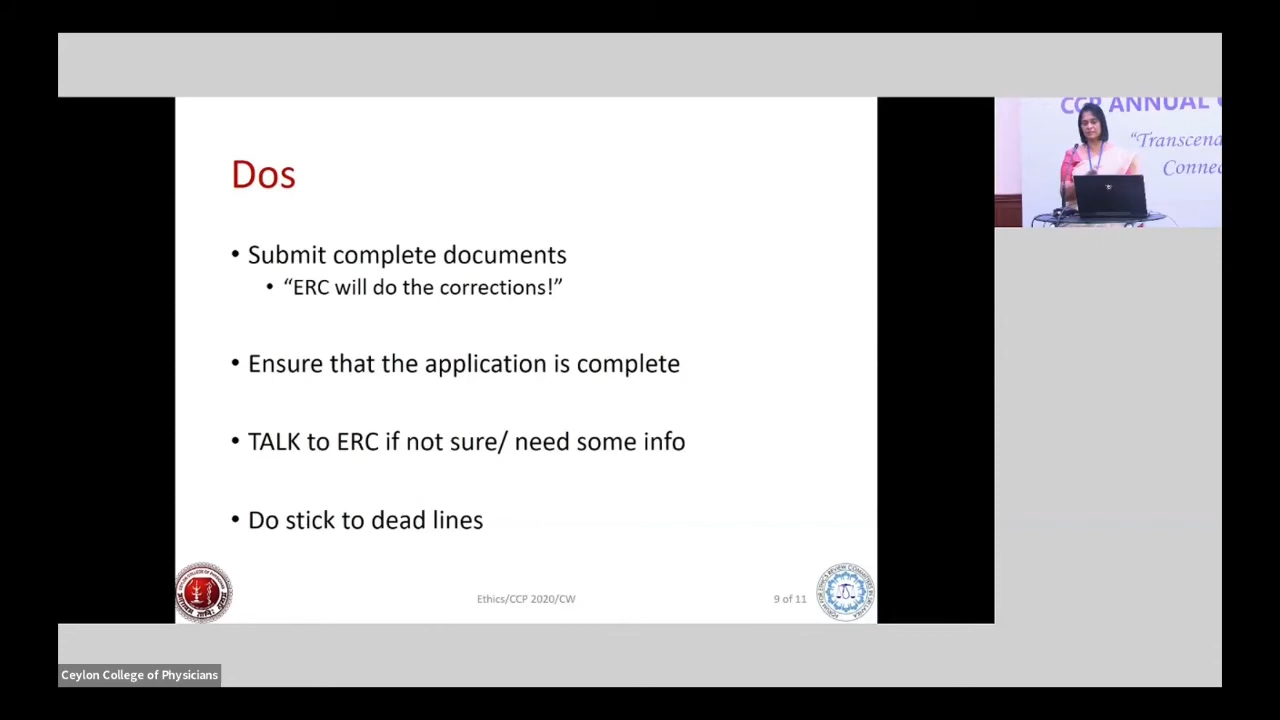 Dos
• Submit complete documents
• “ERC will do the corrections!”
• Ensure that the application is complete
• TALK to ERC if not sure/ need some info
• Do stick to dead lines
Ethics/CCP 2020/CW
9 of 11
CCP ANNUAL
“Transcend
Connec
Ceylon College of Physicians